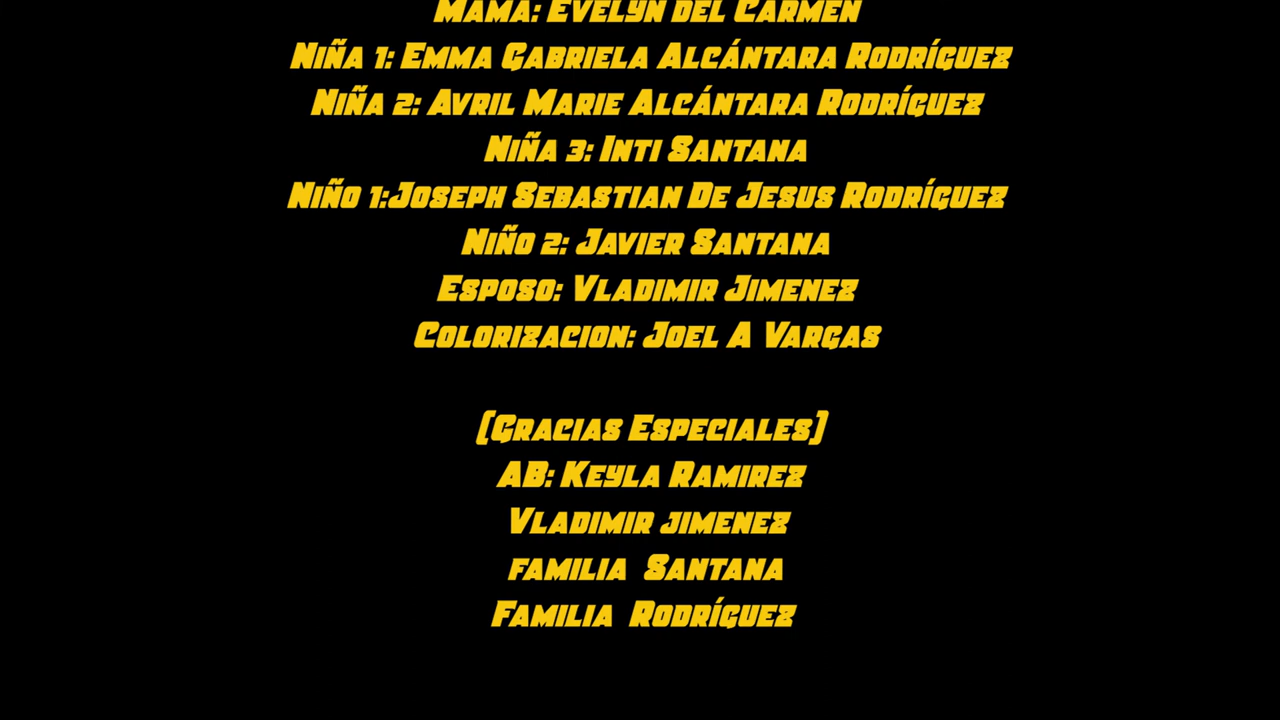 Mama: Evelyn del Carmen
Niña 1: Emma Gabriela Alcántara Rodríguez
Niña 2: Avril Marie Alcántara Rodríguez
Niña 3: Inti Santana
Niño 1:Joseph Sebastian De Jesus Rodríguez
Niño 2: Javier Santana
Esposo: Vladimir Jimenez
Colorizacion: Joel A Vargas
(Gracias Especiales)
AB: Keyla Ramirez
Vladimir jimenez
familia Santana
Familia Rodríguez